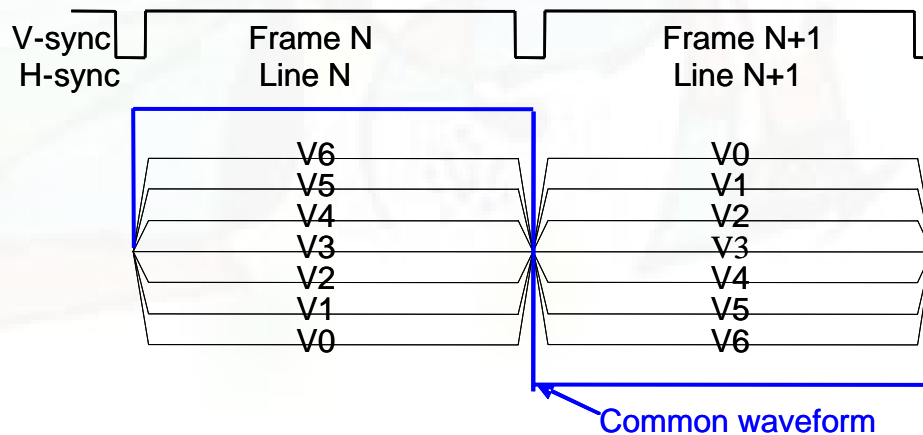 V-sync
H-sync
Frame N
Line N
Frame N+1
Line N+1
V6
V5
V4
V3
V2
V1
V0
V0
V1
V2
V3
V4
V5
V6
Common waveform